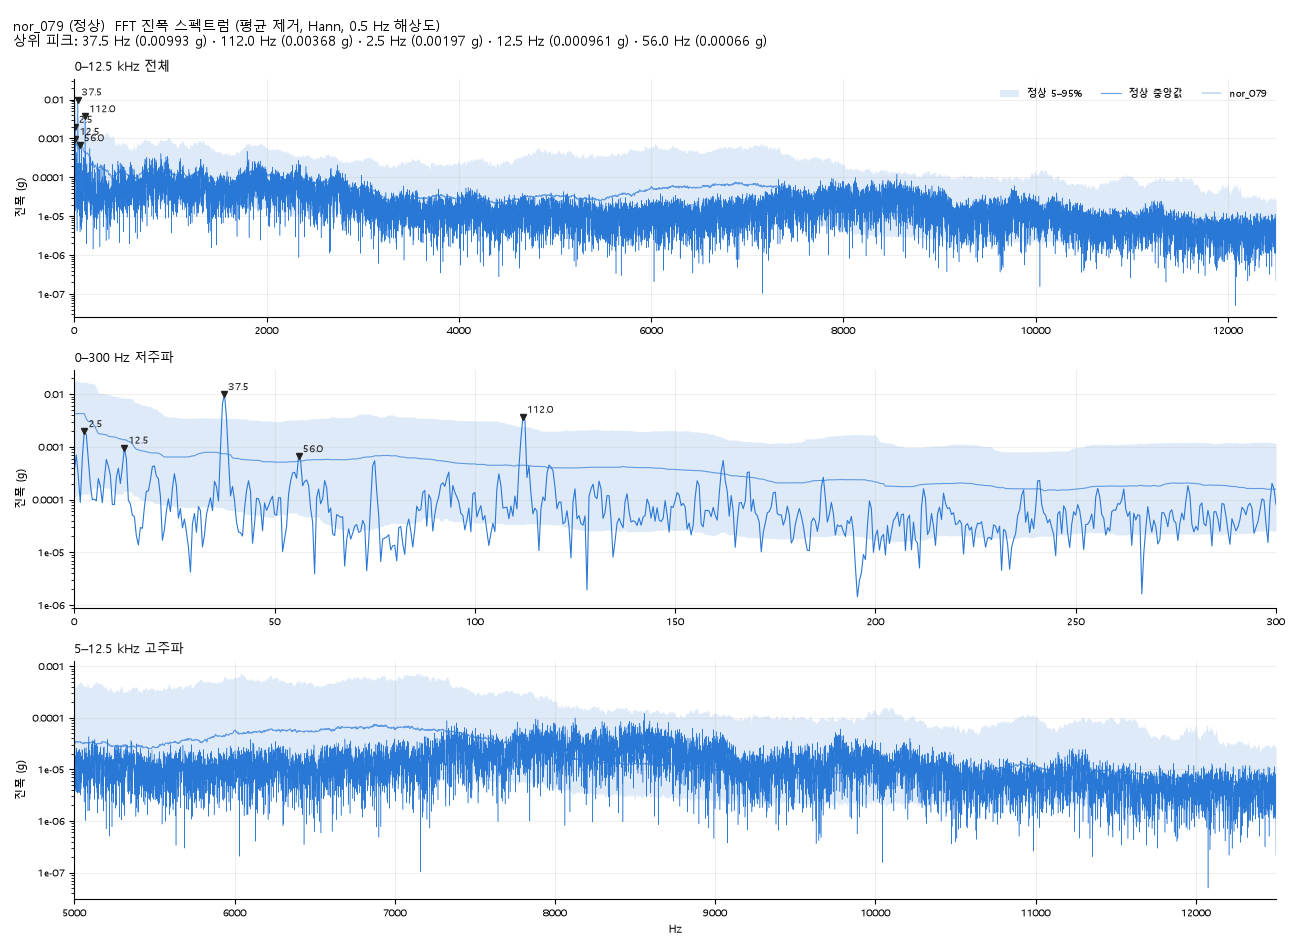 nor_079 (정상)  FFT 진폭 스펙트럼 (평균 제거, Hann, 0.5 Hz 해상도)
상위 피크: 37.5 Hz (0.00993 g) · 112.0 Hz (0.00368 g) · 2.5 Hz (0.00197 g) · 12.5 Hz (0.000961 g) · 56.0 Hz (0.00066 g)
0–12.5 kHz 전체
정상 5–95%
정상 중앙값
nor_079
37.5
112.0
2.5
12.5
56.0
0.01
0.001
0.0001
1e-05
1e-06
1e-07
진폭 (g)
0 2000 4000 6000 8000 10000 12000
0–300 Hz 저주파
37.5
112.0
2.5
12.5
56.0
0.01
0.001
0.0001
1e-05
1e-06
진폭 (g)
0 50 100 150 200 250 300
5–12.5 kHz 고주파
0.001
0.0001
1e-05
1e-06
1e-07
진폭 (g)
5000 6000 7000 8000 9000 10000 11000 12000
Hz